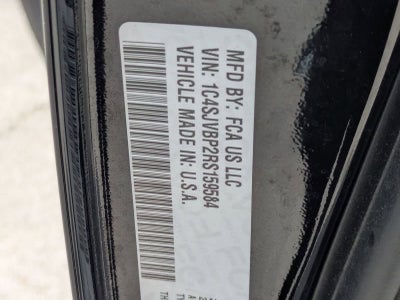 MFD BY: FCA US LLC
VIN: 1C4SJVBP2RS159584
VEHICLE MADE IN: U.S.A.